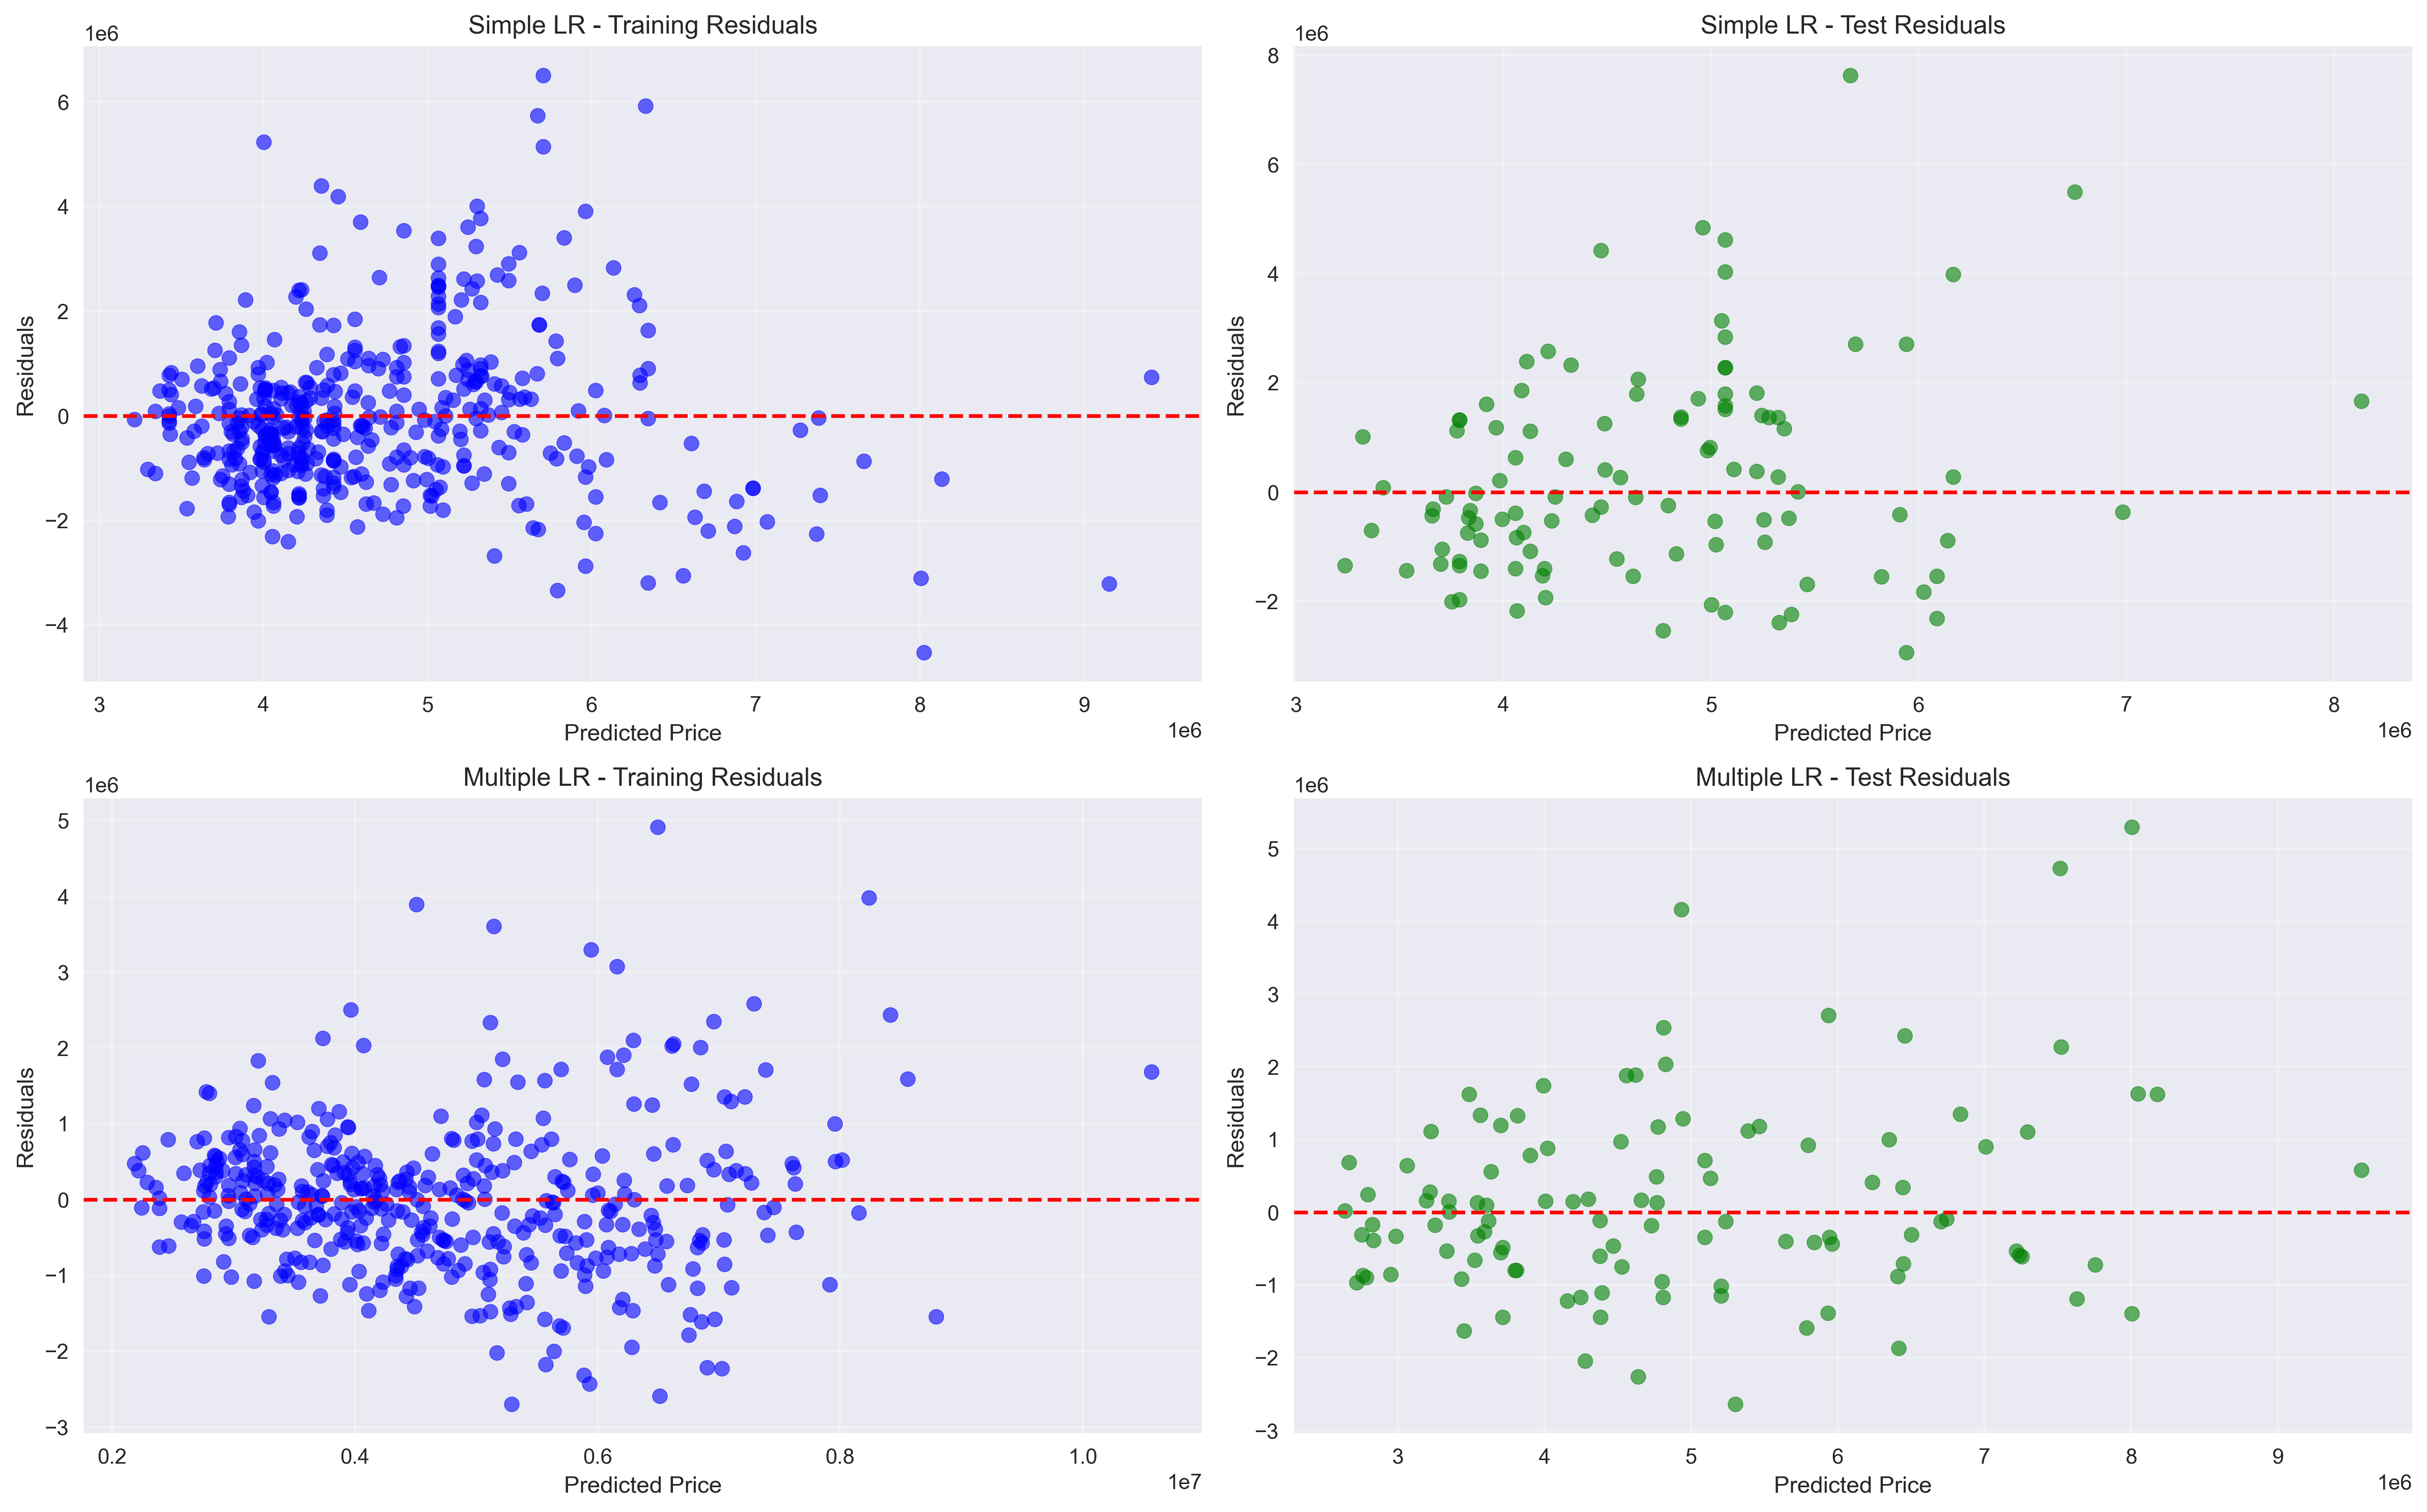 Simple LR - Training Residuals
1e6
Residuals
6
4
2
0
−2
−4
3 4 5 6 7 8 9
1e6
Predicted Price
Simple LR - Test Residuals
1e6
Residuals
8
6
4
2
0
−2
3 4 5 6 7 8
1e6
Predicted Price
Multiple LR - Training Residuals
1e6
Residuals
5
4
3
2
1
0
−1
−2
−3
0.2 0.4 0.6 0.8 1.0
1e7
Predicted Price
Multiple LR - Test Residuals
1e6
Residuals
5
4
3
2
1
0
−1
−2
−3
3 4 5 6 7 8 9
1e6
Predicted Price